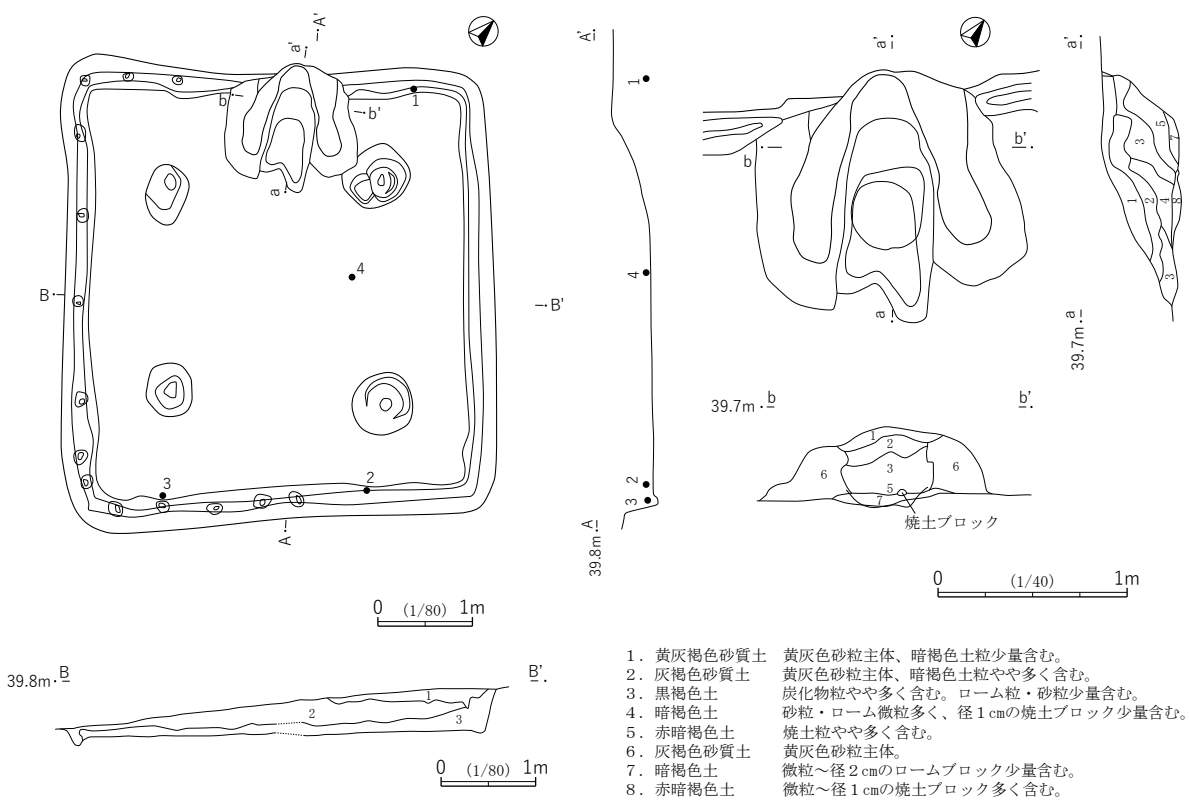 A'
a'
b
b'
1
a
4
B
B'
3
2
A
0 (1/80) 1m
39.8m B
B'
1
2
3
0 (1/80) 1m
A'
1
4
2
3
39.8m A
a'
b
b'
a
a'
5
3
7
1
2
4
8
3
39.7m a
39.7m b
b'
1
2
3
6
6
5
7
焼土ブロック
0 (1/40) 1m
1．黄灰褐色砂質土 黄灰色砂粒主体、暗褐色土粒少量含む。
2．灰褐色砂質土 黄灰色砂粒主体、暗褐色土粒やや多く含む。
3．黒褐色土 炭化物粒やや多く含む。ローム粒・砂粒少量含む。
4．暗褐色土 砂粒・ローム微粒多く、径1㎝の焼土ブロック少量含む。
5．赤暗褐色土 焼土粒やや多く含む。
6．灰褐色砂質土 黄灰色砂粒主体。
7．暗褐色土 微粒～径2㎝のロームブロック少量含む。
8．赤暗褐色土 微粒～径1㎝の焼土ブロック多く含む。